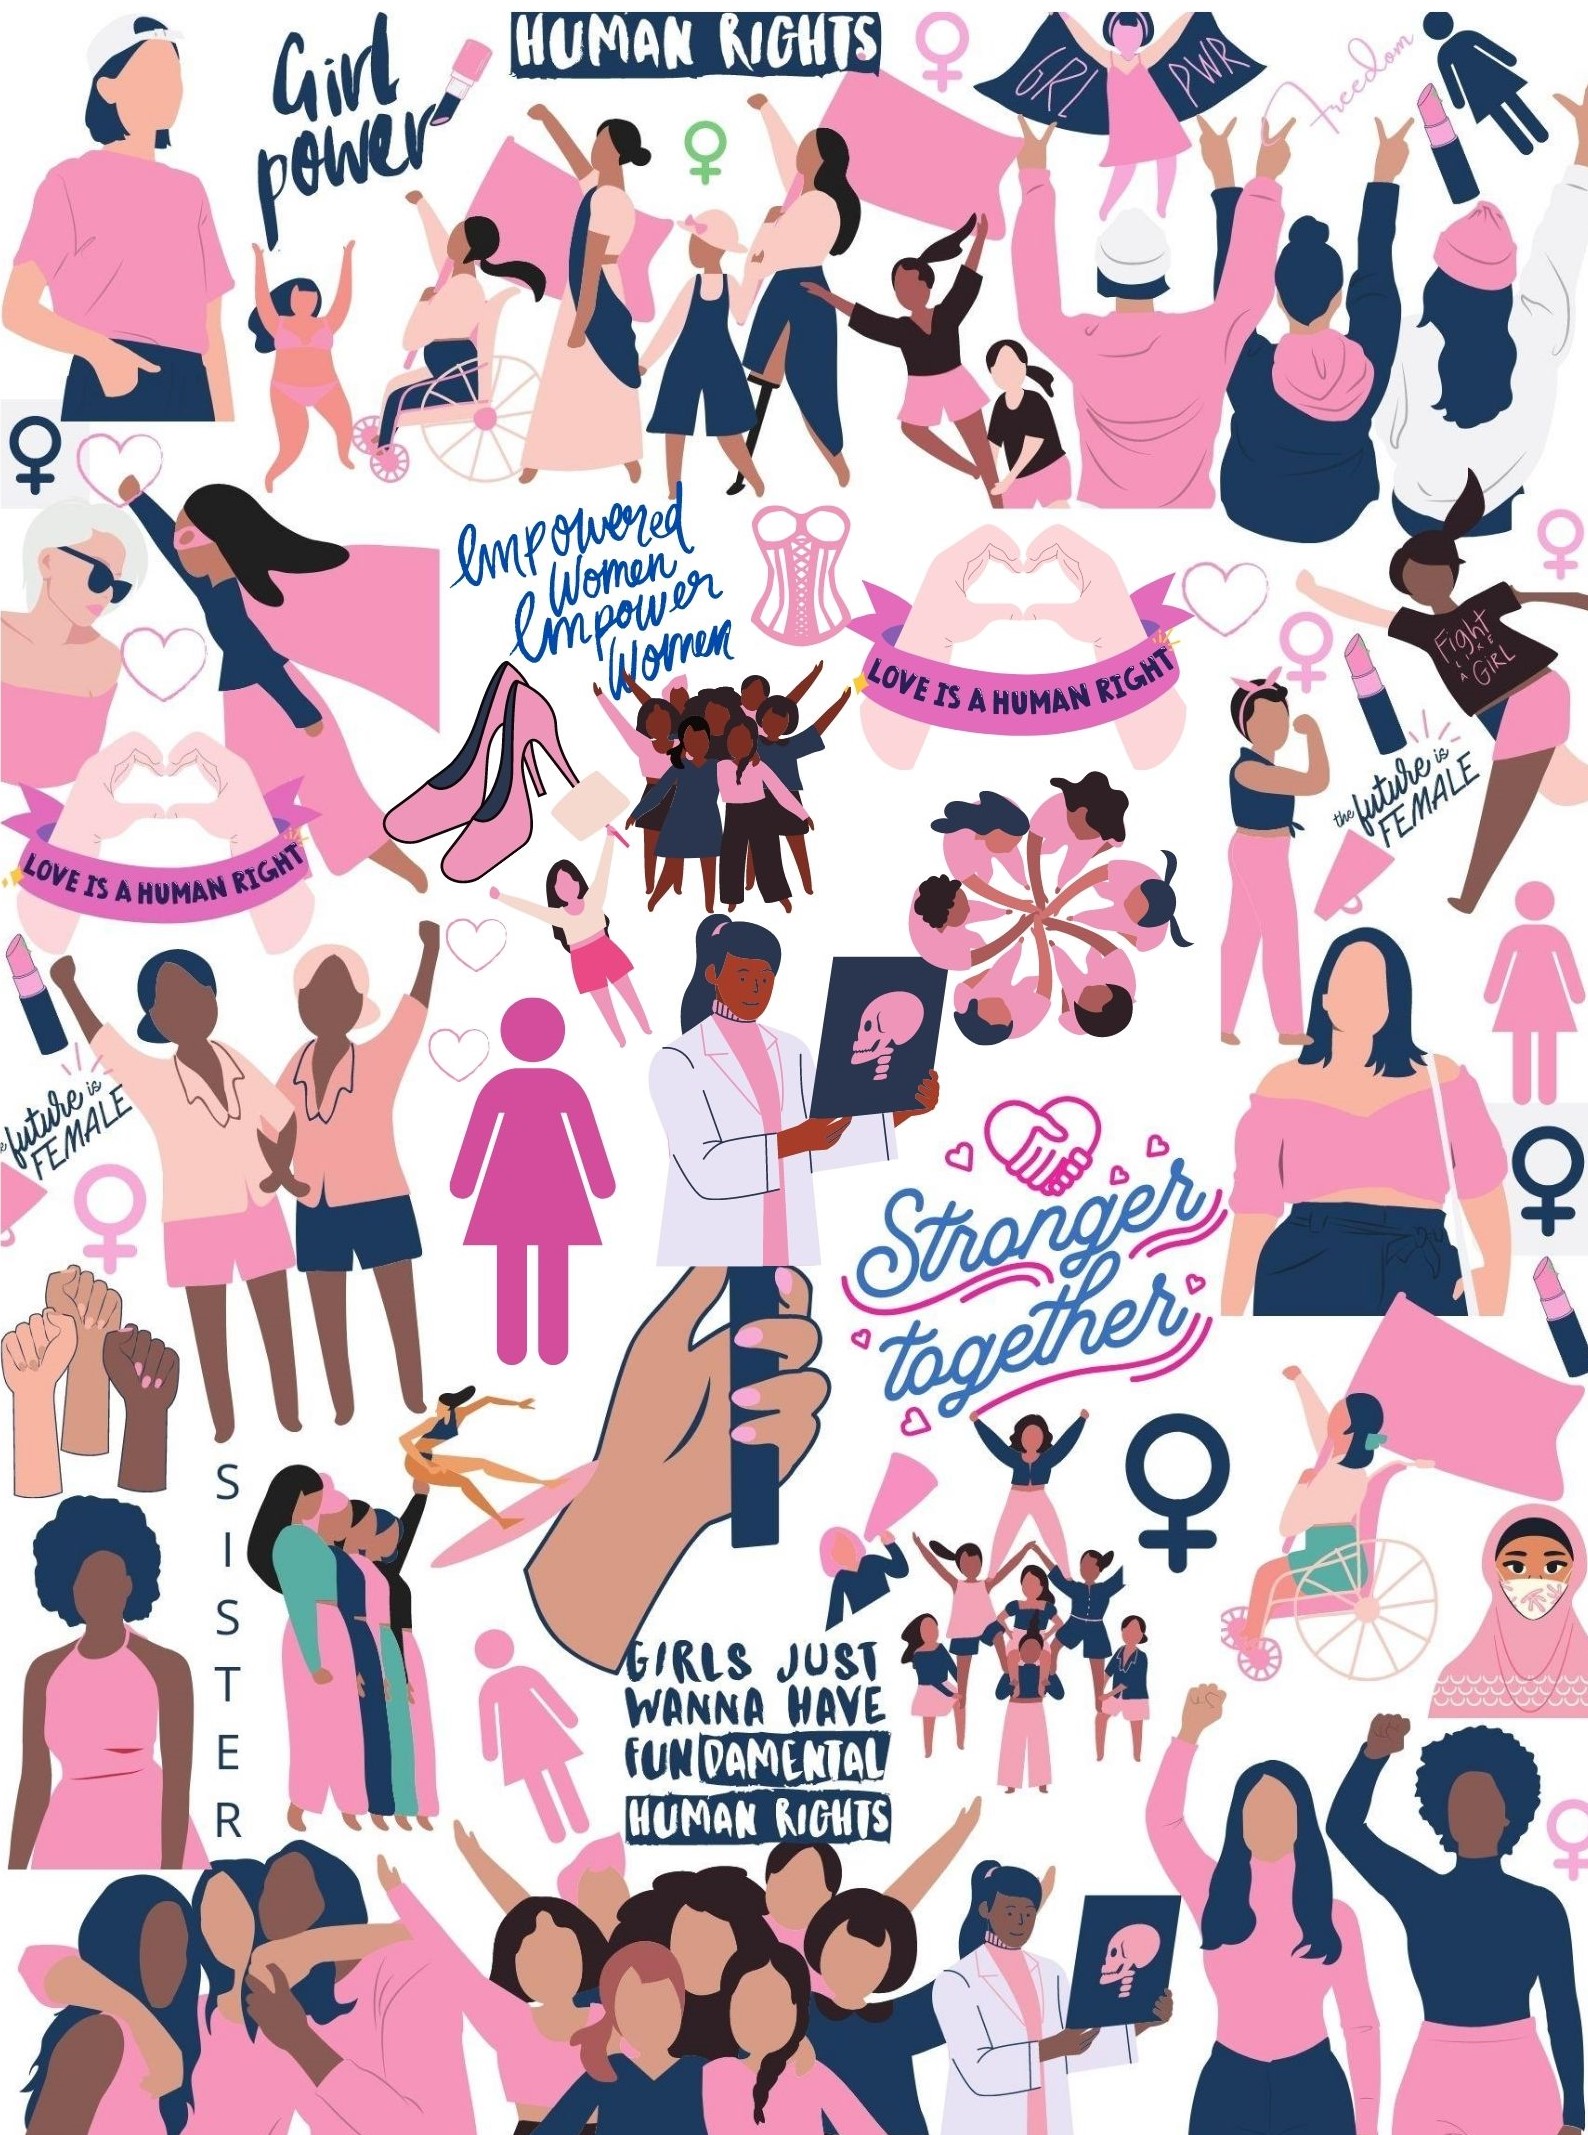 HUMAN RIGHTS
Girl
power
GRL PWR
Freedom
Empowered
Women
Empower
Women
LOVE IS A HUMAN RIGHT
Fight
LIKE
A GIRL
the future is
FEMALE
LOVE IS A HUMAN RIGHT
future is
FEMALE
Stronger
together
S
I
S
T
E
R
GIRLS JUST
WANNA HAVE
FUNDAMENTAL
HUMAN RIGHTS